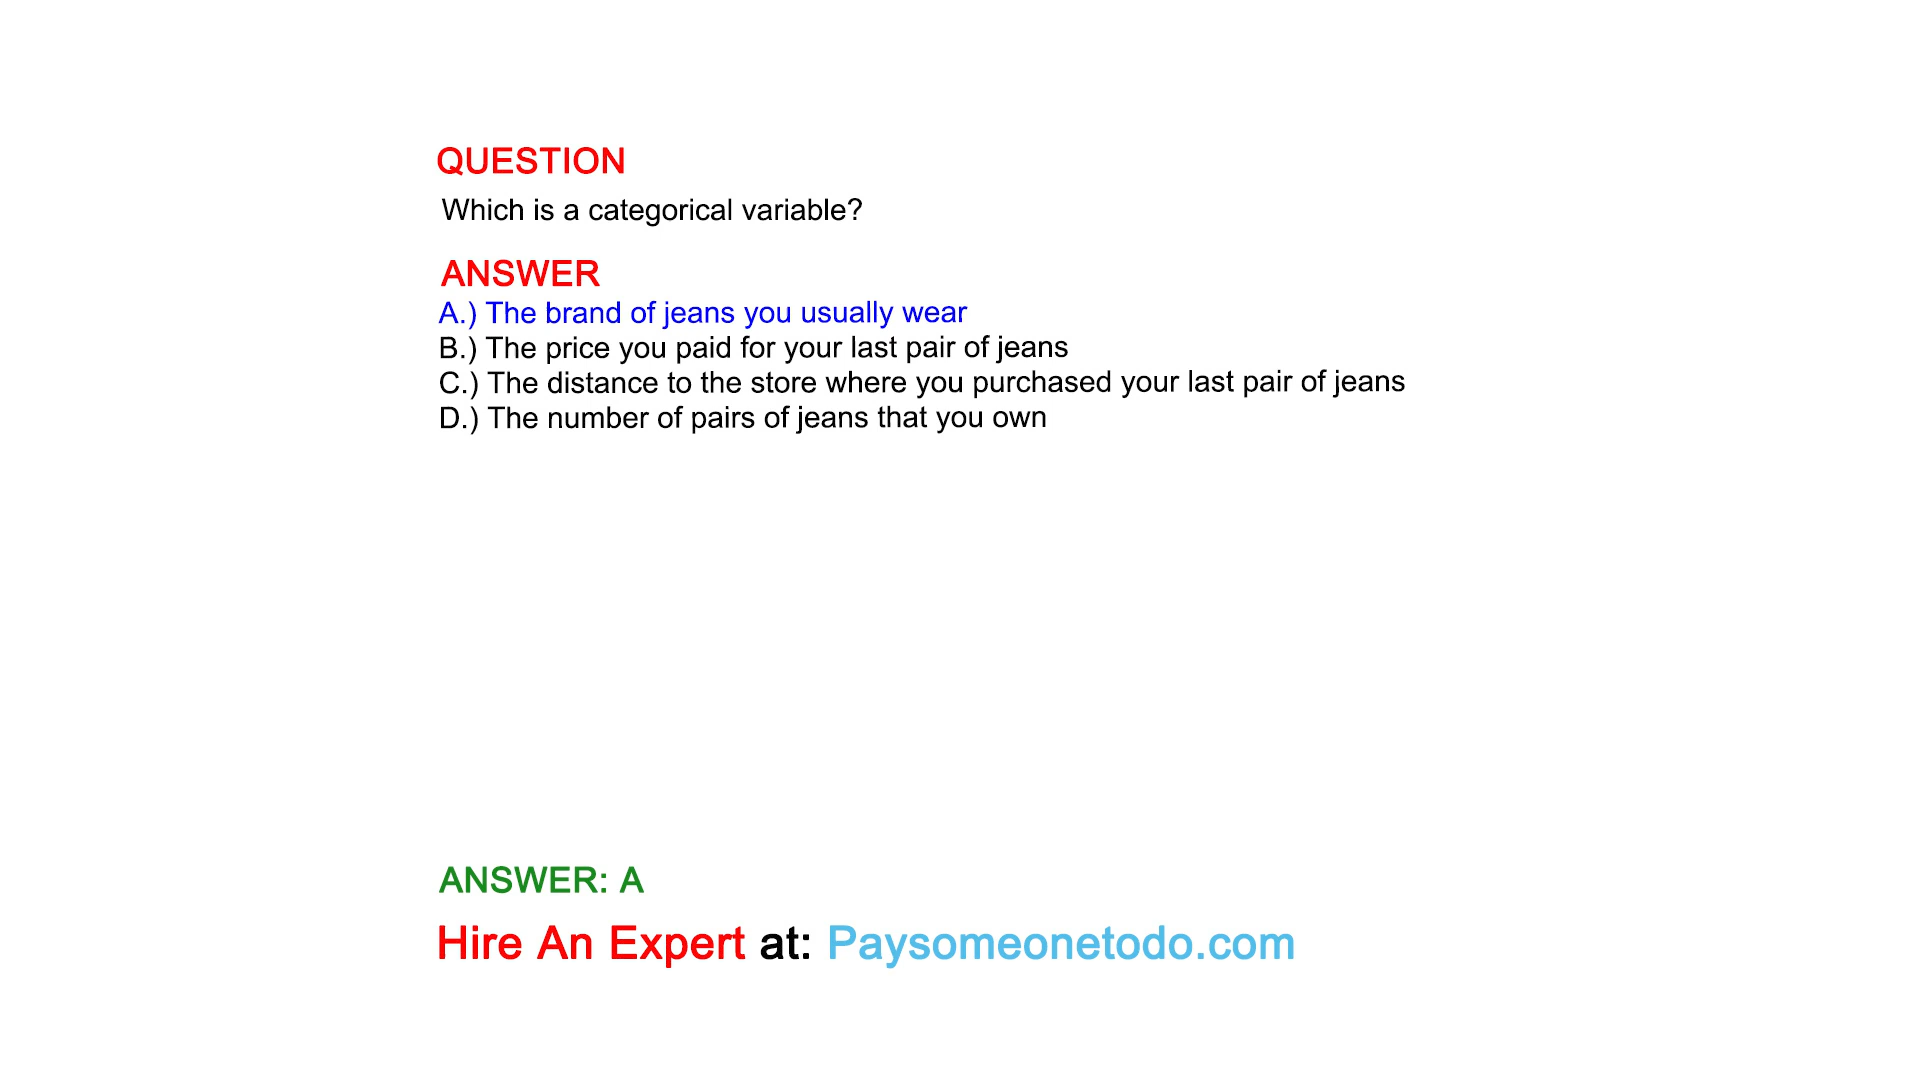 QUESTION
Which is a categorical variable?
ANSWER
A.) The brand of jeans you usually wear
B.) The price you paid for your last pair of jeans
C.) The distance to the store where you purchased your last pair of jeans
D.) The number of pairs of jeans that you own
ANSWER: A
Hire An Expert at: Paysomeonetodo.com